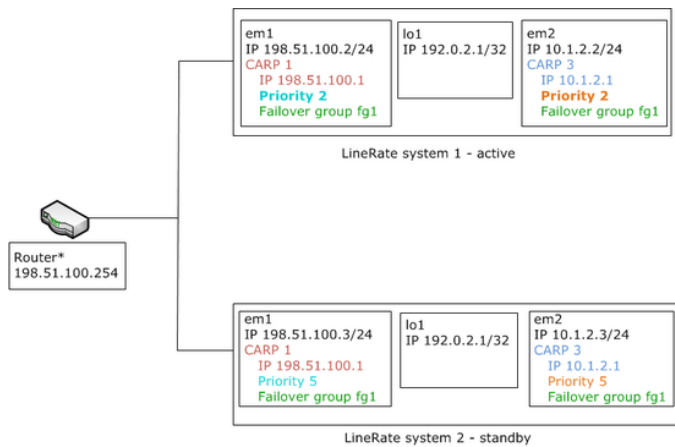 em1
IP 198.51.100.2/24
CARP 1
IP 198.51.100.1
Priority 2
Failover group fg1
lo1
IP 192.0.2.1/32
em2
IP 10.1.2.2/24
CARP 3
IP 10.1.2.1
Priority 2
Failover group fg1
LineRate system 1 - active
Router*
198.51.100.254
em1
IP 198.51.100.3/24
CARP 1
IP 198.51.100.1
Priority 5
Failover group fg1
lo1
IP 192.0.2.1/32
em2
IP 10.1.2.3/24
CARP 3
IP 10.1.2.1
Priority 5
Failover group fg1
LineRate system 2 - standby